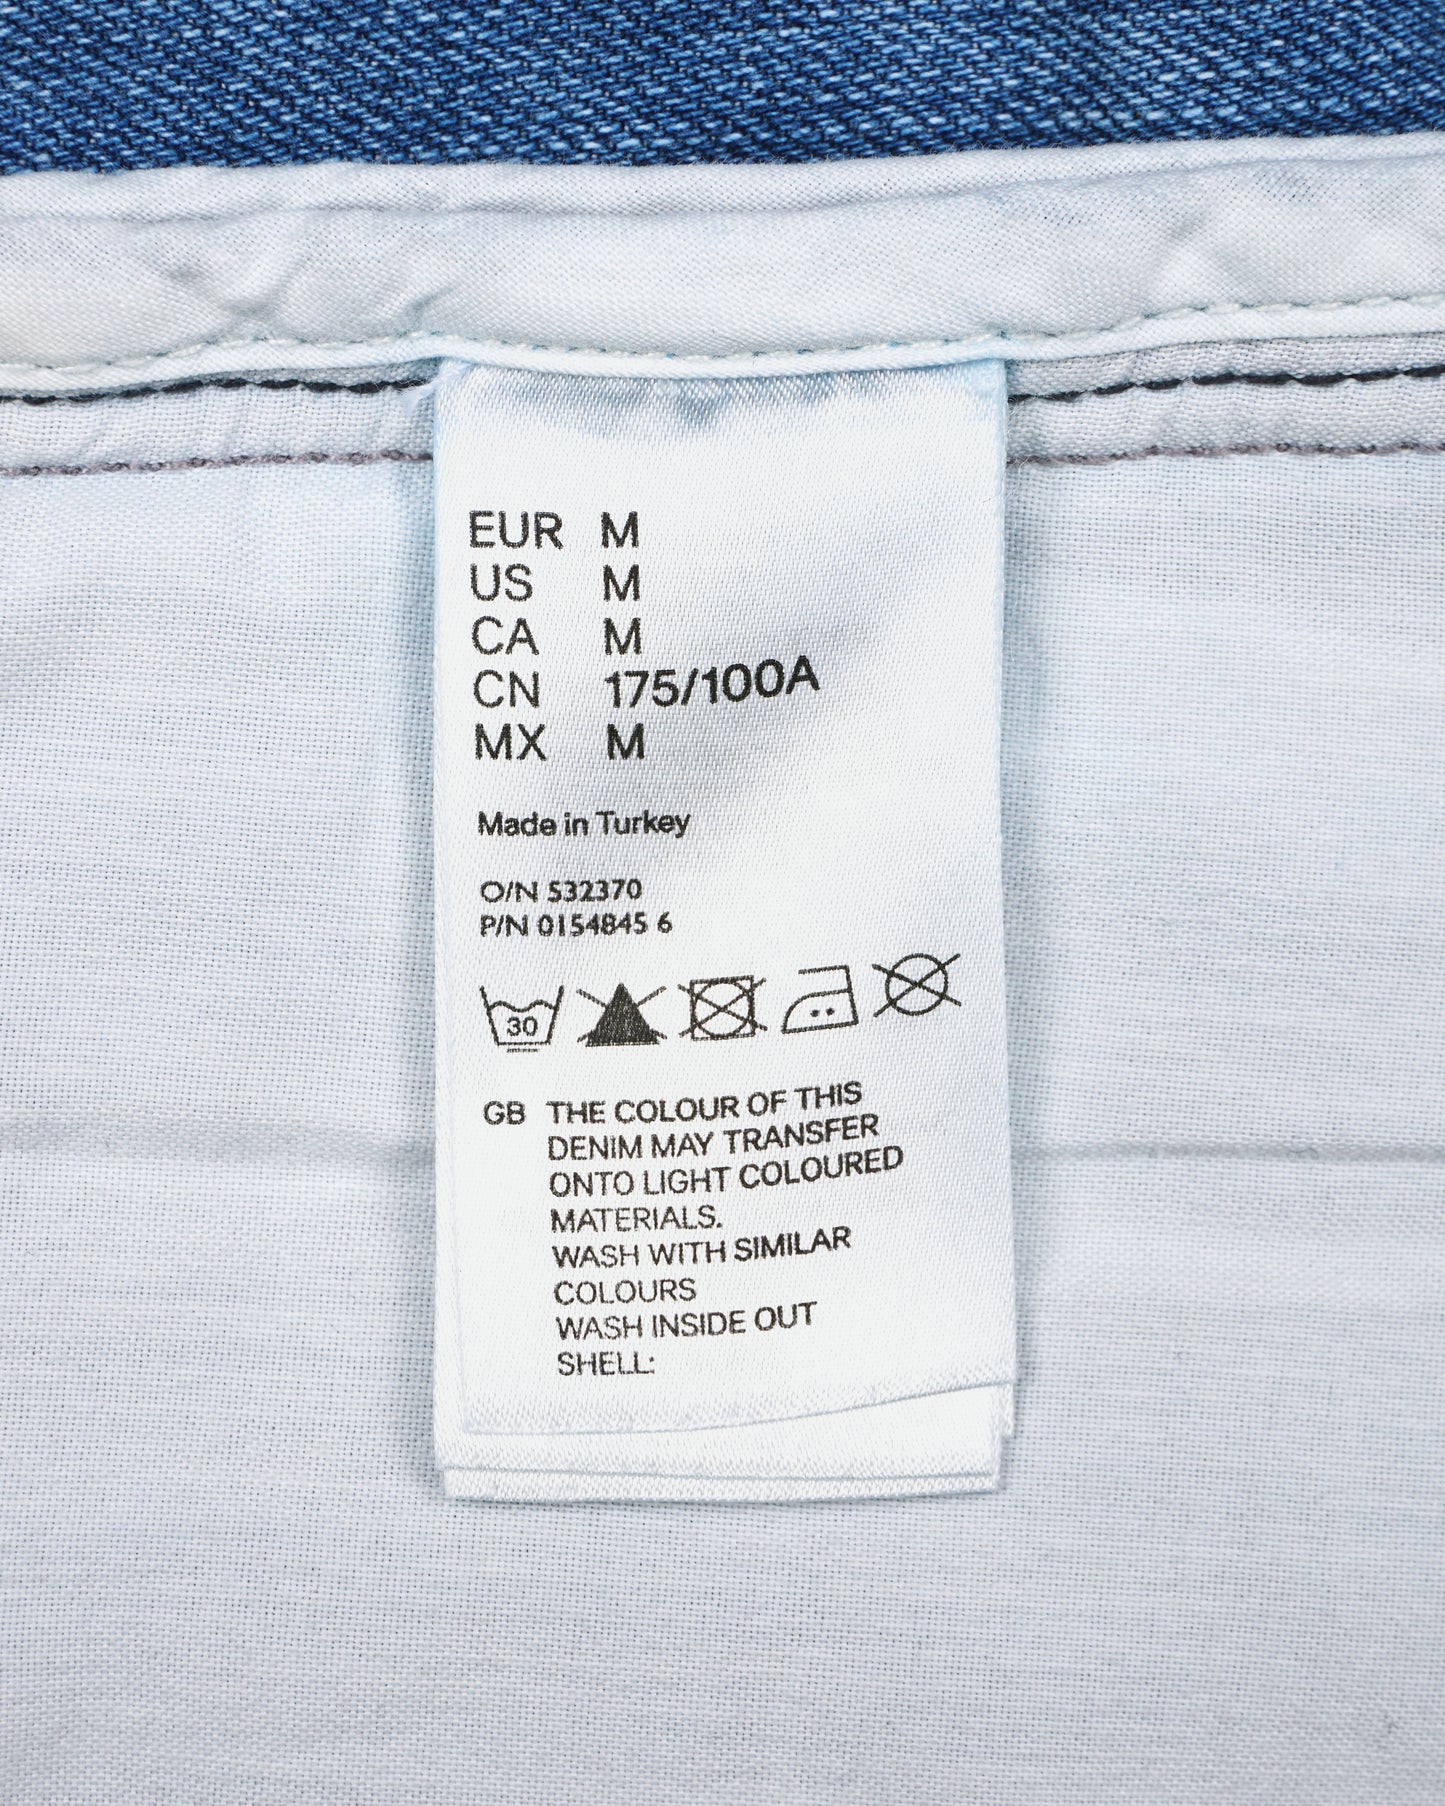 EUR M
US M
CA M
CN 175/100A
MX M
Made in Turkey
O/N 532370
P/N 0154845 6
30
GB THE COLOUR OF THIS
DENIM MAY TRANSFER
ONTO LIGHT COLOURED
MATERIALS.
WASH WITH SIMILAR
COLOURS
WASH INSIDE OUT
SHELL: